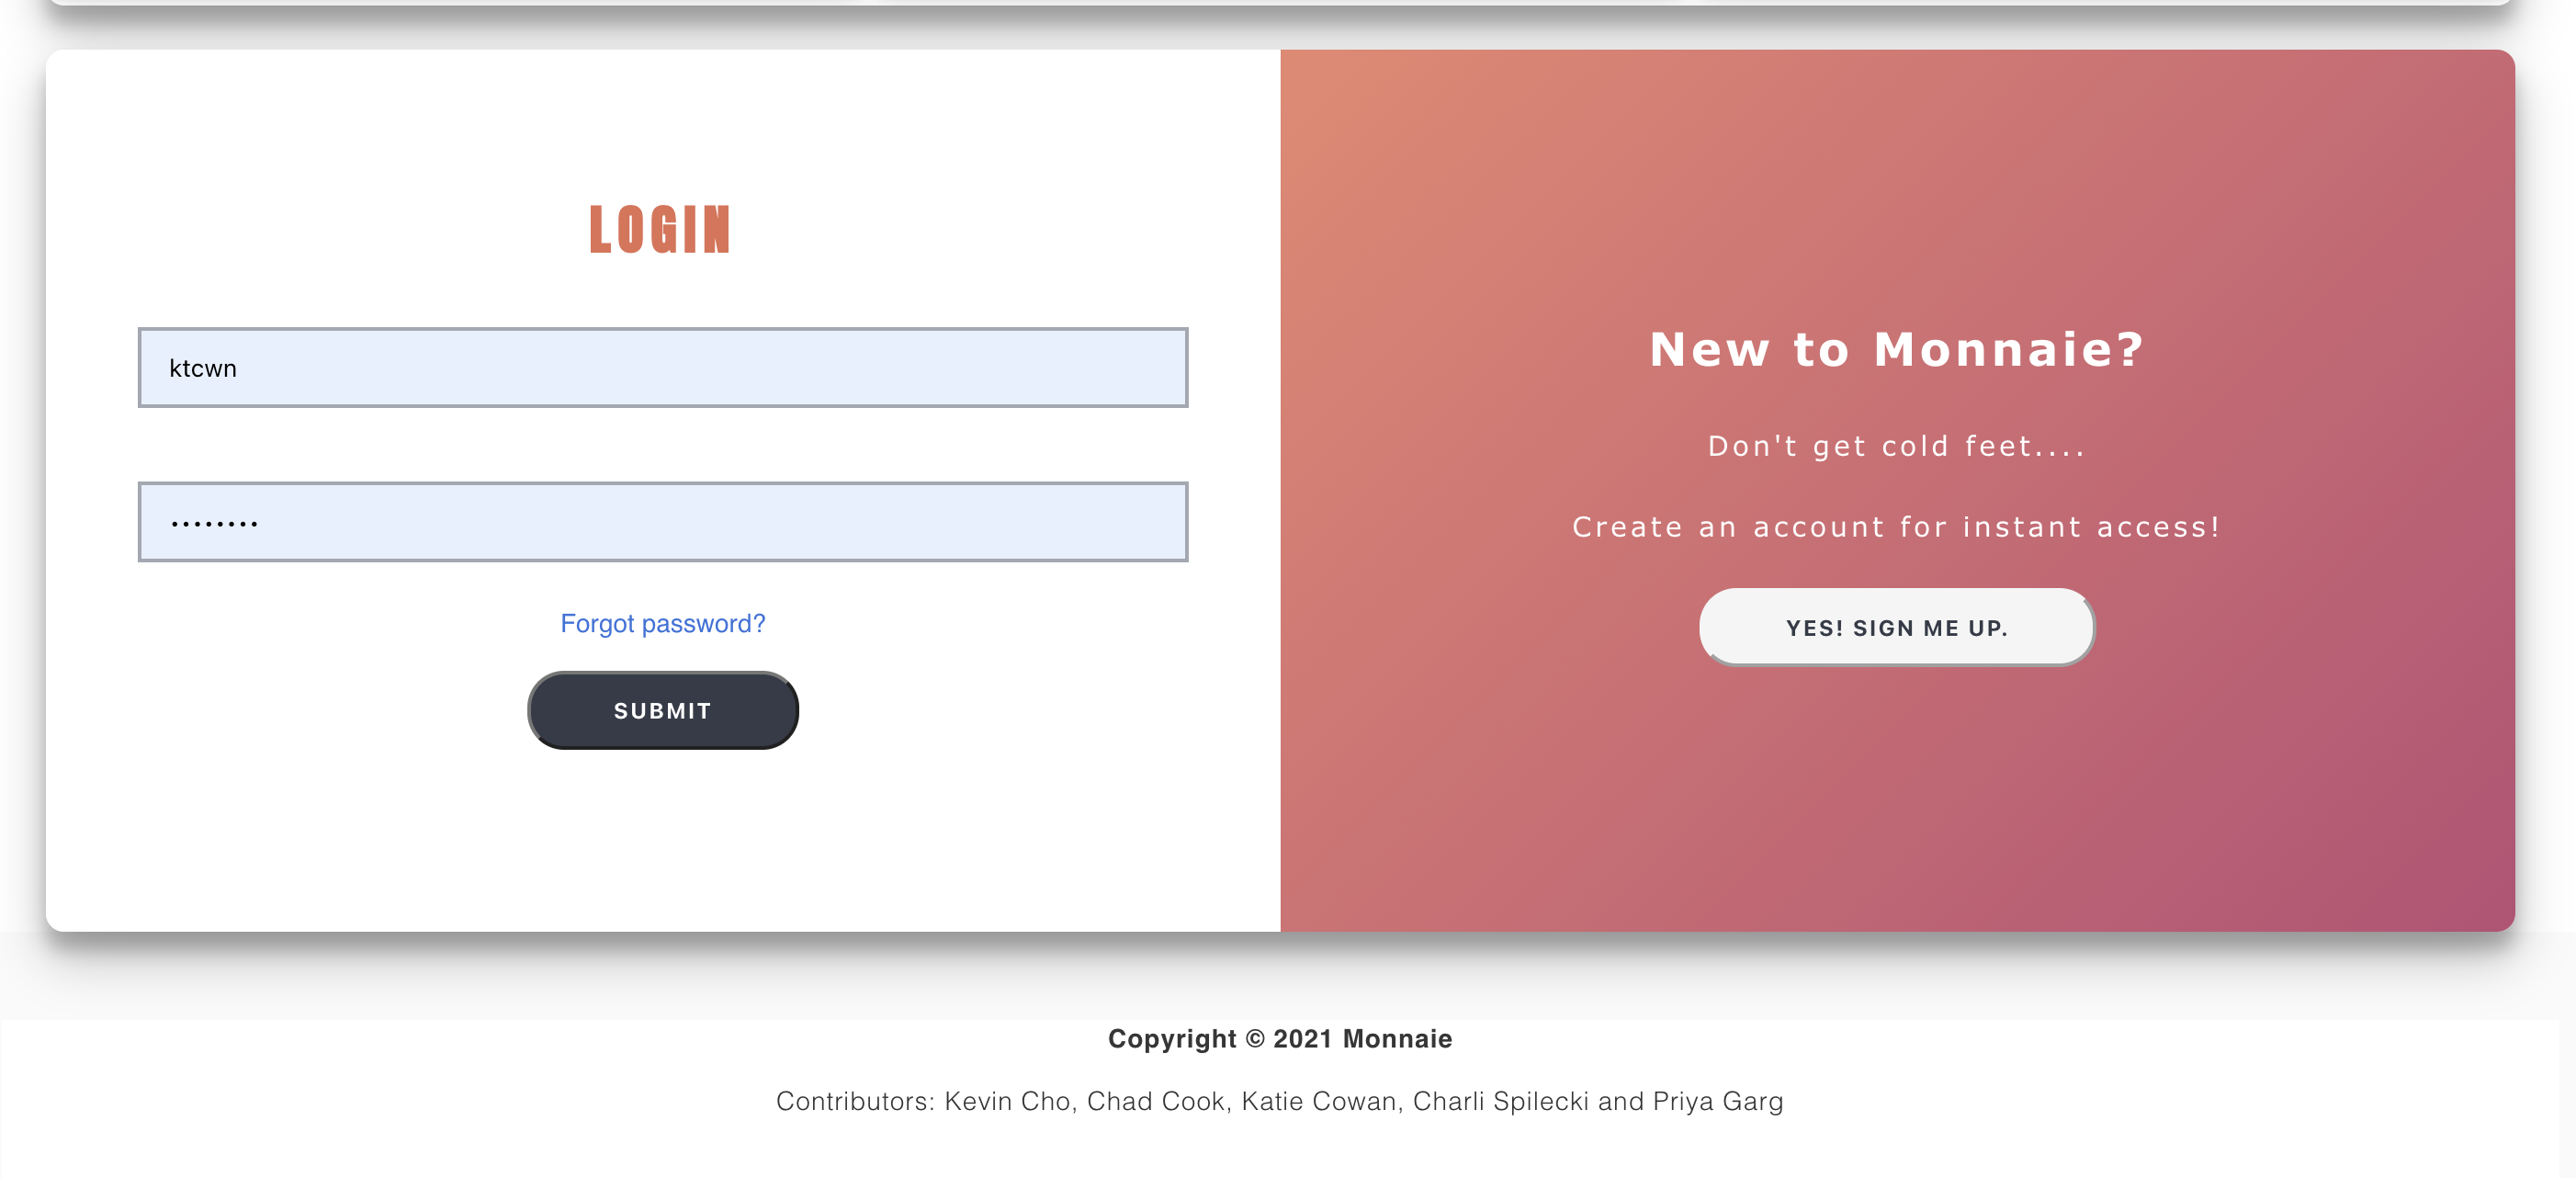 LOGIN
ktcwn
••••••••
Forgot password?
SUBMIT
New to Monnaie?
Don't get cold feet....
Create an account for instant access!
YES! SIGN ME UP.
Copyright © 2021 Monnaie
Contributors: Kevin Cho, Chad Cook, Katie Cowan, Charli Spilecki and Priya Garg